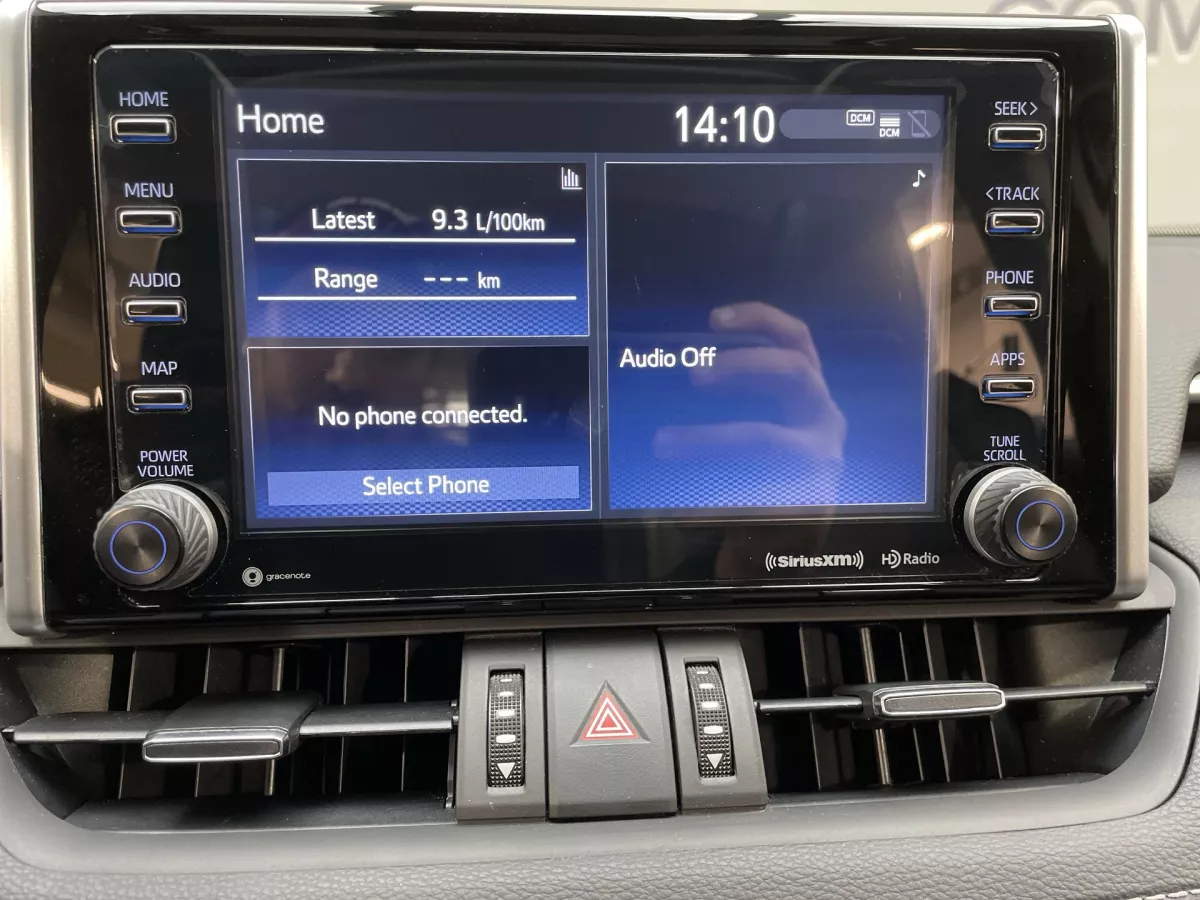 HOME
MENU
AUDIO
MAP
POWER
VOLUME
Home
14:10
DCM
DCM
Latest 9.3 L/100km
Range --- km
No phone connected.
Select Phone
Audio Off
SEEK>
<TRACK
PHONE
APPS
TUNE
SCROLL
gracenote
SiriusXM
HD Radio